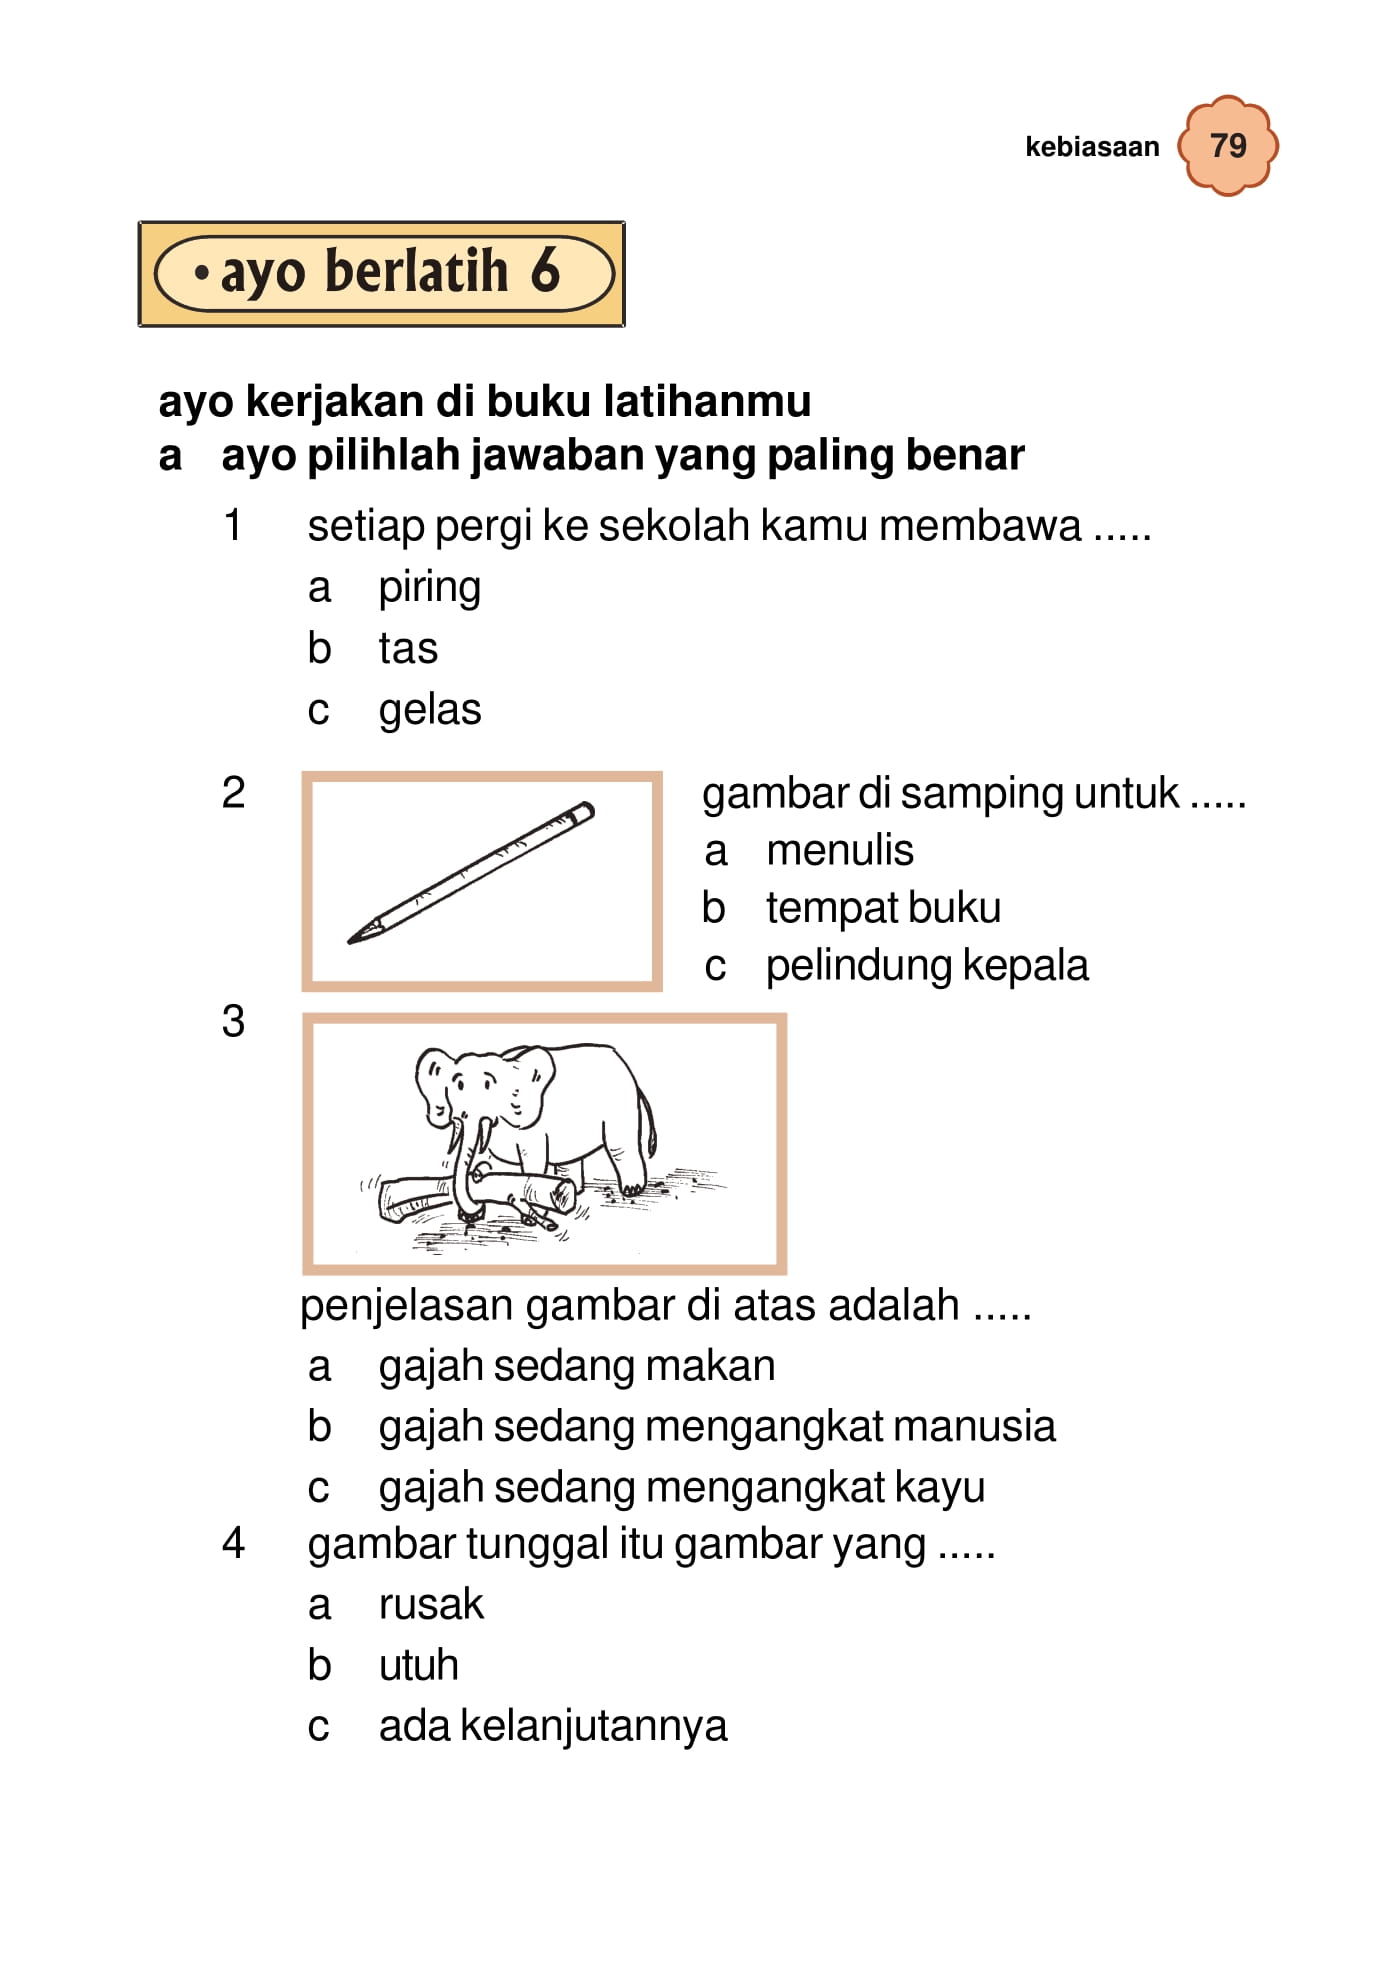 kebiasaan 79
• ayo berlatih 6
ayo kerjakan di buku latihanmu
a ayo pilihlah jawaban yang paling benar
1 setiap pergi ke sekolah kamu membawa .....
a piring
b tas
c gelas
2 gambar di samping untuk .....
a menulis
b tempat buku
c pelindung kepala
3
penjelasan gambar di atas adalah .....
a gajah sedang makan
b gajah sedang mengangkat manusia
c gajah sedang mengangkat kayu
4 gambar tunggal itu gambar yang .....
a rusak
b utuh
c ada kelanjutannya